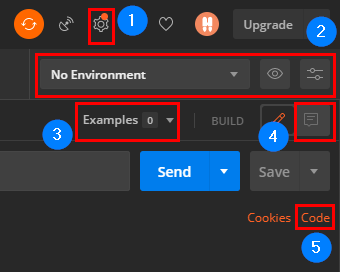 1
Upgrade
2
No Environment
3
Examples 0
BUILD
4
Send
Save
Cookies Code
5